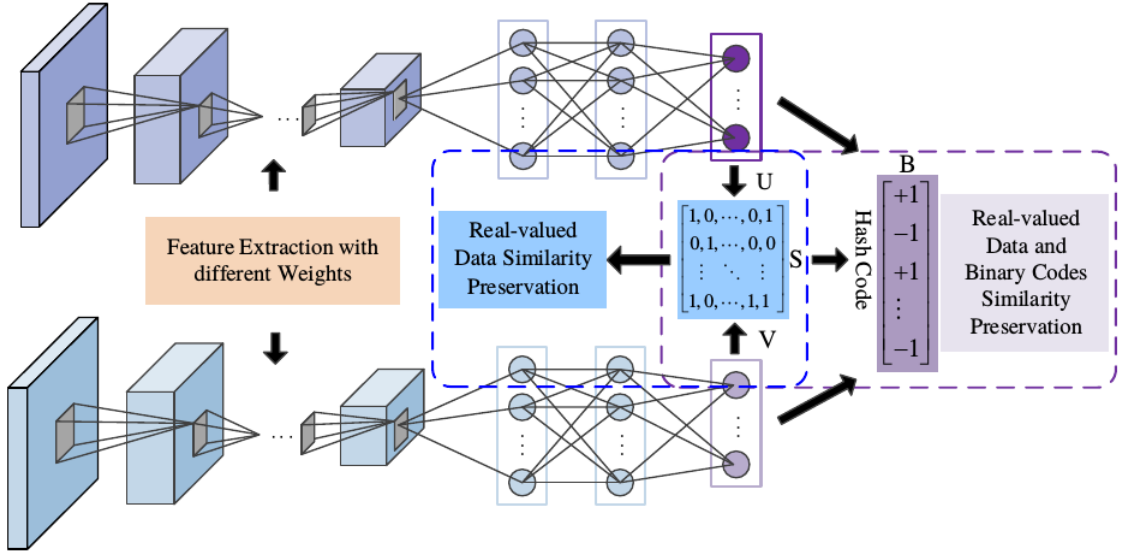 ...
⋮
⋮
⋮
U
B
Feature Extraction with
different Weights
Real-valued
Data Similarity
Preservation
1, 0, ⋯, 0, 1
0, 1, ⋯, 0, 0
⋮ ⋱ ⋮
1, 0, ⋯, 1, 1
S
Hash Code
+1
−1
+1
⋮
−1
Real-valued
Data and
Binary Codes
Similarity
Preservation
V
...
⋮
⋮
⋮